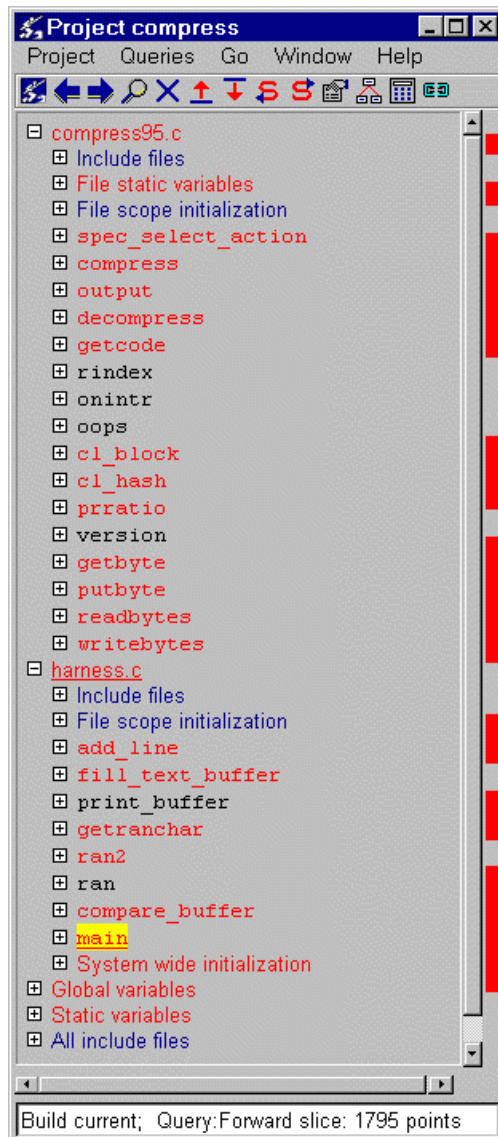 Project compress
Project Queries Go Window Help
compress95.c
Include files
File static variables
File scope initialization
spec_select_action
compress
output
decompress
getcode
rindex
onintr
oops
cl_block
cl_hash
prratio
version
getbyte
putbyte
readbytes
writebytes
harness.c
Include files
File scope initialization
add_line
fill_text_buffer
print_buffer
getranchar
ran2
ran
compare_buffer
main
System wide initialization
Global variables
Static variables
All include files
Build current; Query:Forward slice: 1795 points